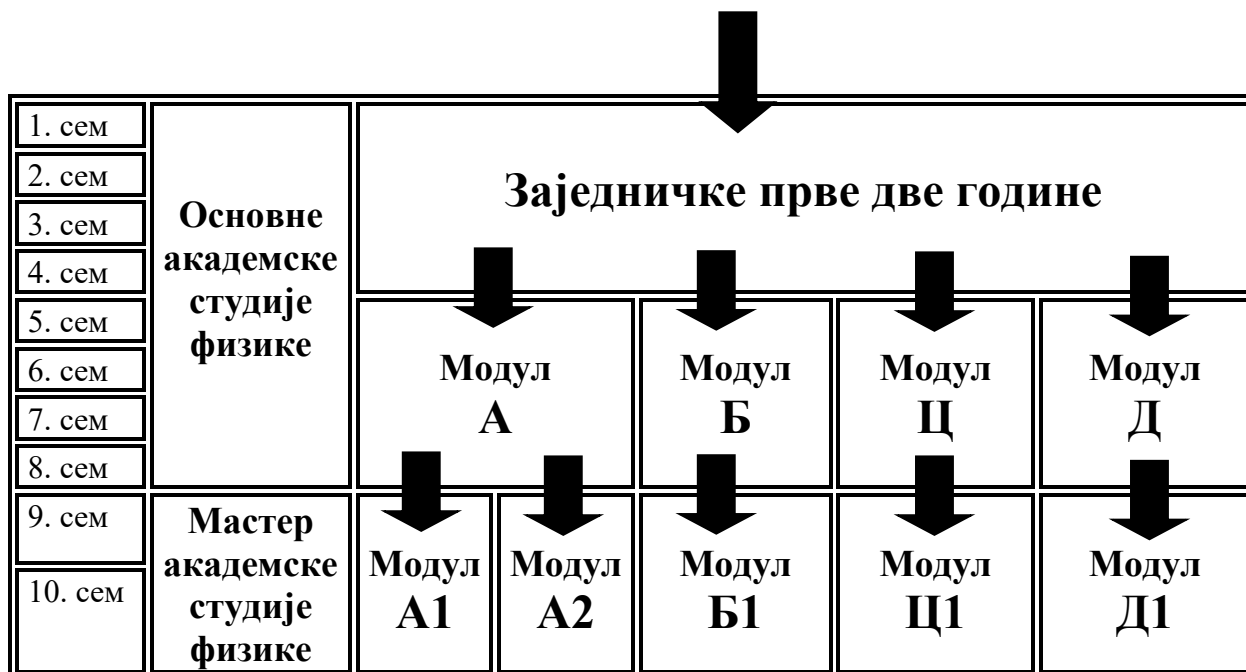 1. сем
2. сем
3. сем
4. сем
5. сем
6. сем
7. сем
8. сем
9. сем
10. сем
Основне
академске
студије
физике
Мастер
академске
студије
физике
Заједничке прве две године
Модул
А
Модул
Б
Модул
Ц
Модул
Д
Модул
А1
Модул
А2
Модул
Б1
Модул
Ц1
Модул
Д1